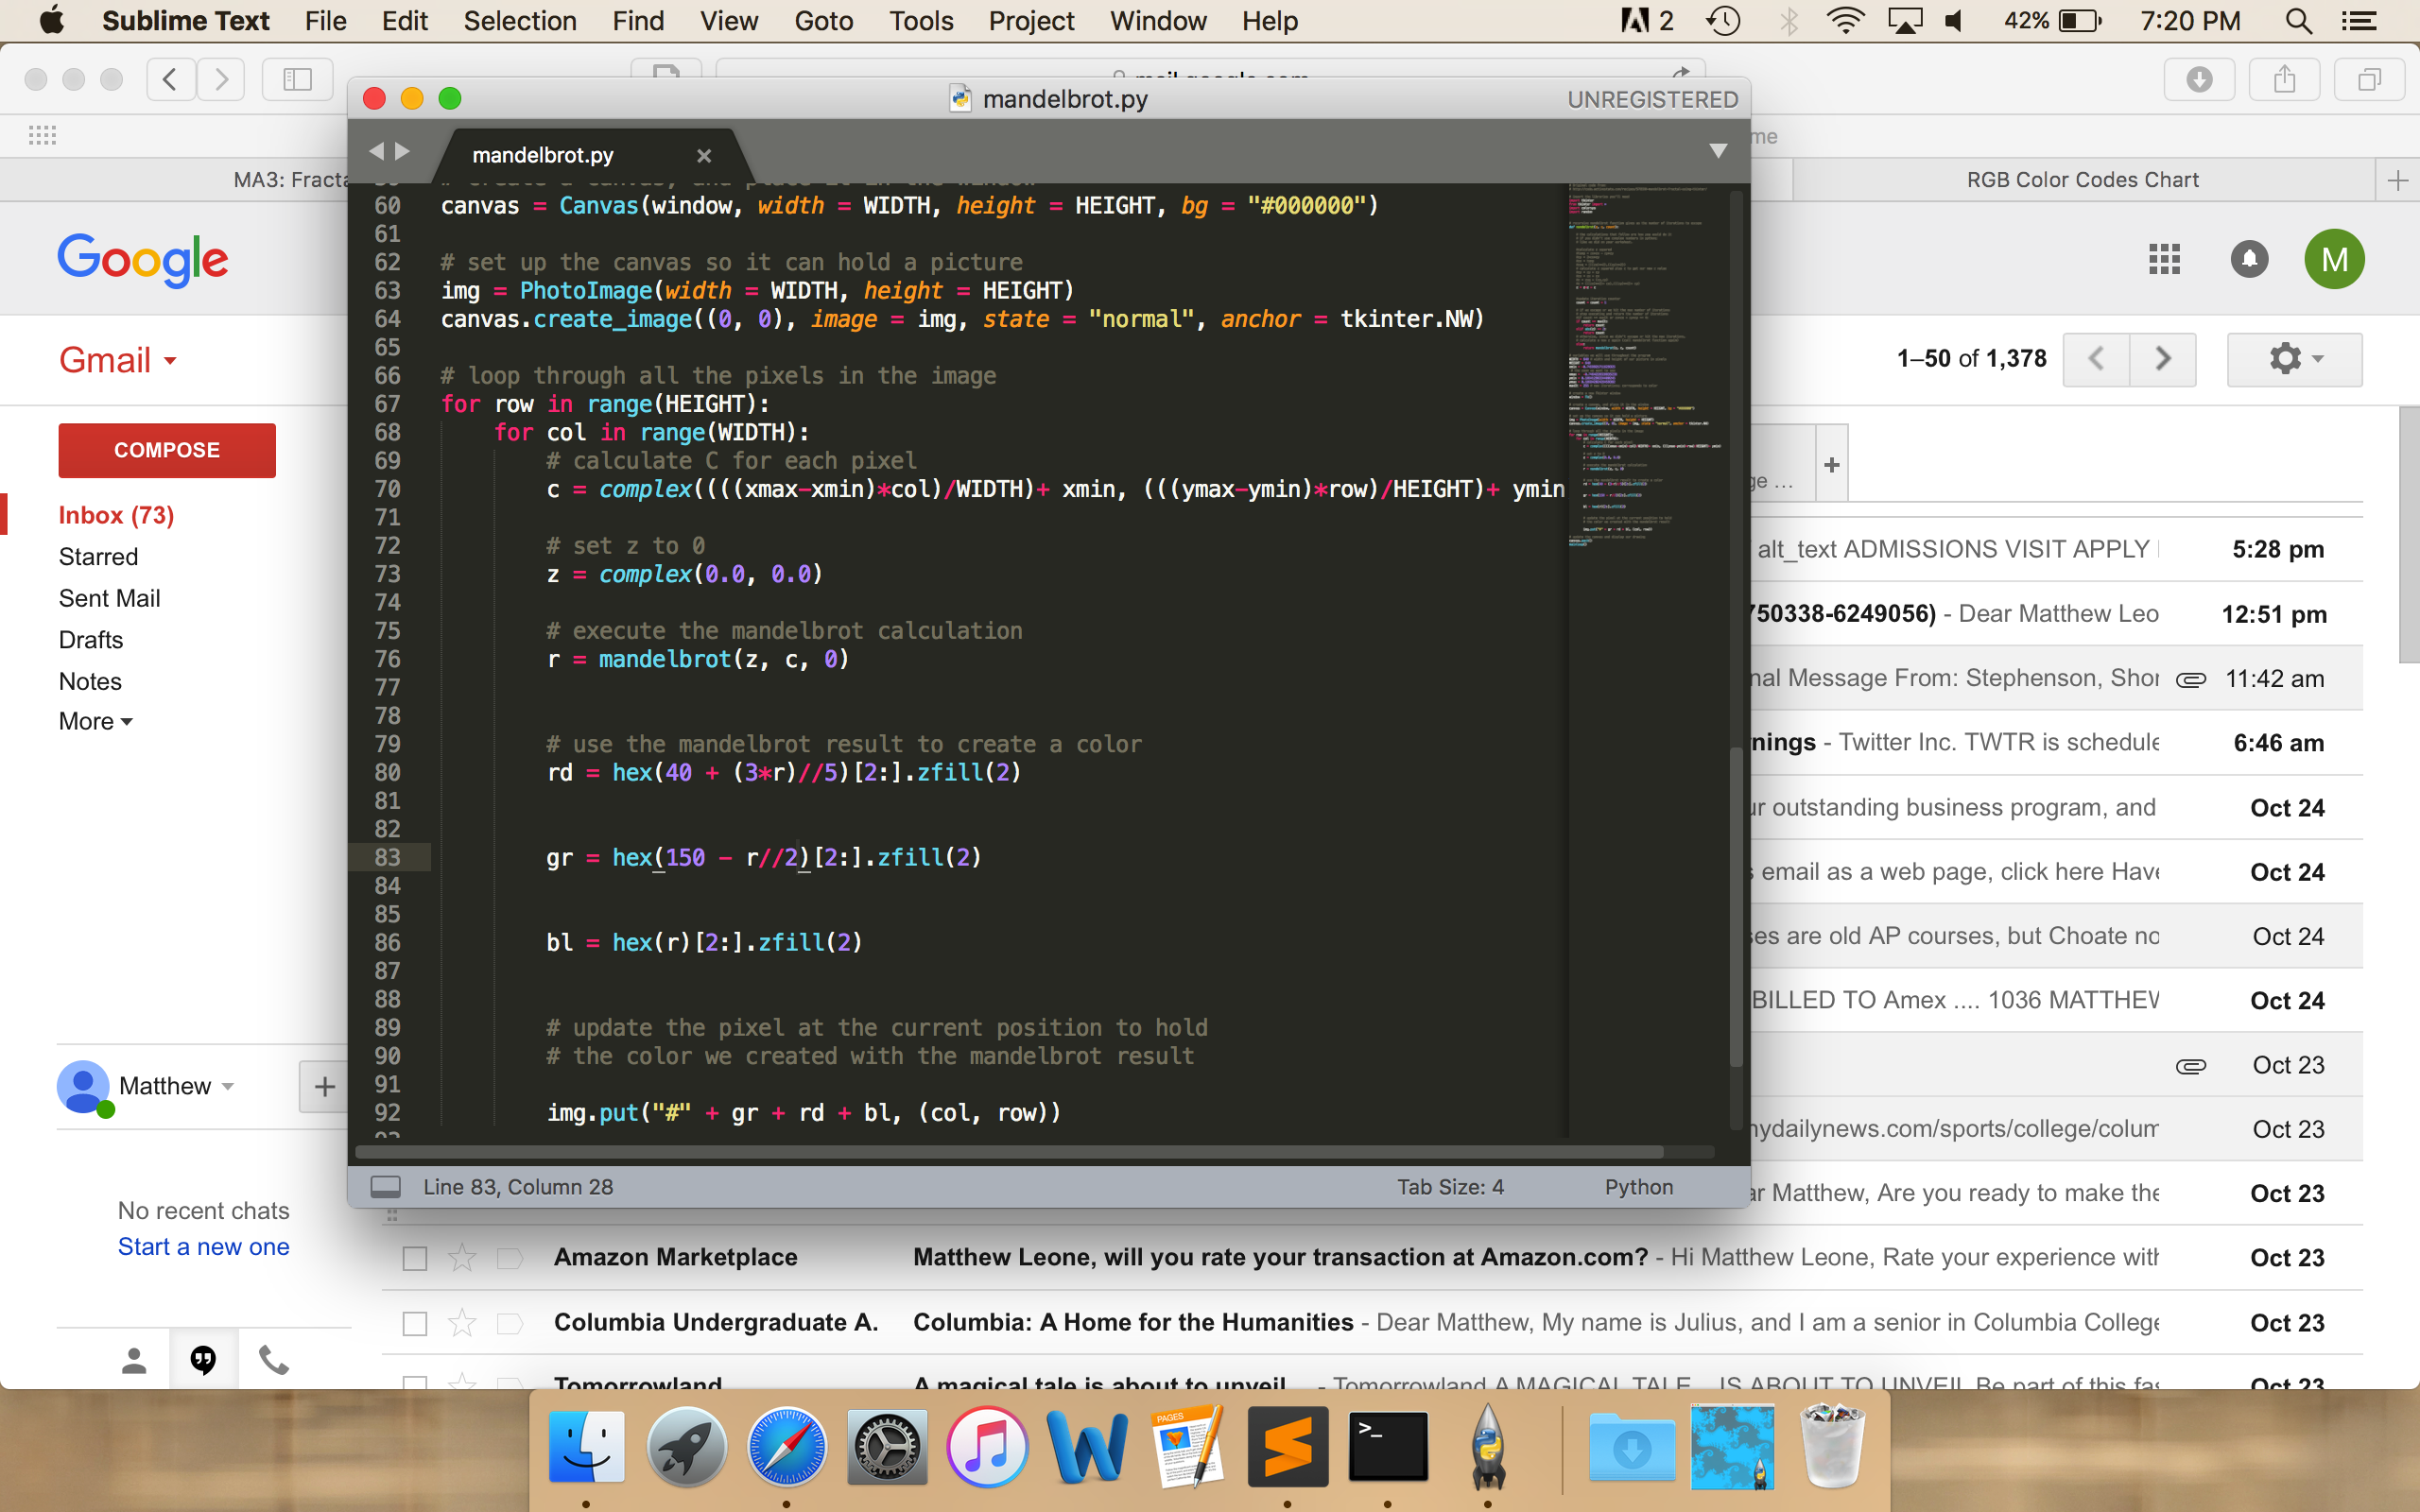 Sublime Text File Edit Selection Find View Goto Tools Project Window Help 2 42% 7:20 PM
mandelbrot.py UNREGISTERED
me
mandelbrot.py
MA3: Fracta RGB Color Codes Chart
60 canvas = Canvas(window, width = WIDTH, height = HEIGHT, bg = "#000000")
61
62 # set up the canvas so it can hold a picture
63 img = PhotoImage(width = WIDTH, height = HEIGHT)
64 canvas.create_image((0, 0), image = img, state = "normal", anchor = tkinter.NW)
65
66 # loop through all the pixels in the image
67 for row in range(HEIGHT):
68 for col in range(WIDTH):
69 # calculate C for each pixel
70 c = complex((((xmax-xmin)*col)/WIDTH)+ xmin, (((ymax-ymin)*row)/HEIGHT)+ ymin
71
72 # set z to 0
73 z = complex(0.0, 0.0)
74
75 # execute the mandelbrot calculation
76 r = mandelbrot(z, c, 0)
77
78
79 # use the mandelbrot result to create a color
80 rd = hex(40 + (3*r)//5)[2:].zfill(2)
81
82
83 gr = hex(150 - r//2)[2:].zfill(2)
84
85
86 bl = hex(r)[2:].zfill(2)
87
88
89 # update the pixel at the current position to hold
90 # the color we created with the mandelbrot result
91
92 img.put("#" + gr + rd + bl, (col, row))
Line 83, Column 28 Tab Size: 4 Python
Google
M
Gmail
1–50 of 1,378
COMPOSE
Inbox (73)
Starred
Sent Mail
Drafts
Notes
More
Matthew
No recent chats
Start a new one
ge ...
alt_text ADMISSIONS VISIT APPLY 5:28 pm
750338-6249056) - Dear Matthew Leo 12:51 pm
nal Message From: Stephenson, Shor 11:42 am
nings - Twitter Inc. TWTR is schedule 6:46 am
ur outstanding business program, and Oct 24
s email as a web page, click here Have Oct 24
ses are old AP courses, but Choate no Oct 24
BILLED TO Amex .... 1036 MATTHEW Oct 24
Oct 23
nydailynews.com/sports/college/colum Oct 23
ar Matthew, Are you ready to make the Oct 23
Amazon Marketplace Matthew Leone, will you rate your transaction at Amazon.com? - Hi Matthew Leone, Rate your experience with Oct 23
Columbia Undergraduate A. Columbia: A Home for the Humanities - Dear Matthew, My name is Julius, and I am a senior in Columbia College Oct 23
Tomorrowland A magical tale is about to unveil - Tomorrowland A MAGICAL TALE IS ABOUT TO UNVEIL Be part of this fas Oct 23
PAGES